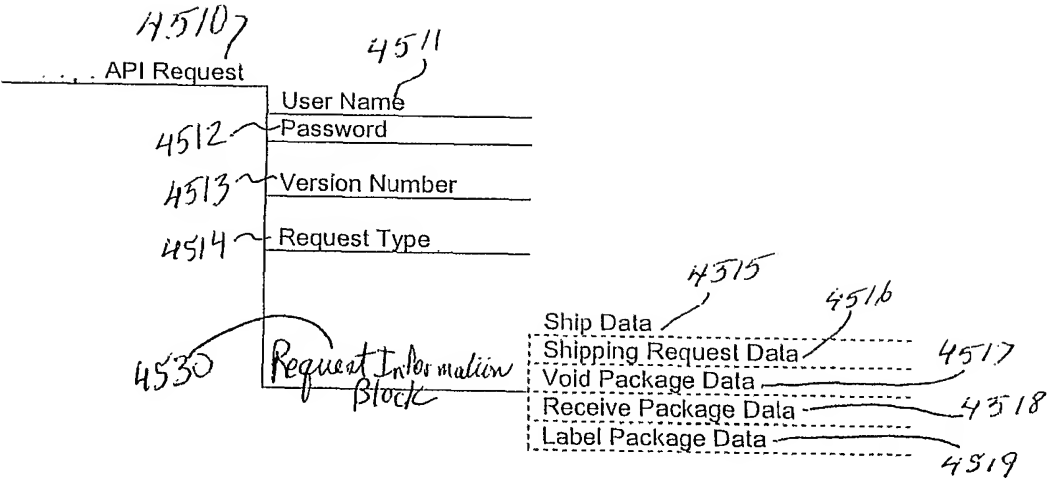 4510
4511
API Request
User Name
4512 Password
4513 Version Number
4514 Request Type
4515
4516
Ship Data
Shipping Request Data
4517
4530 Request Information
Block
Void Package Data
Receive Package Data
4518
Label Package Data
4519